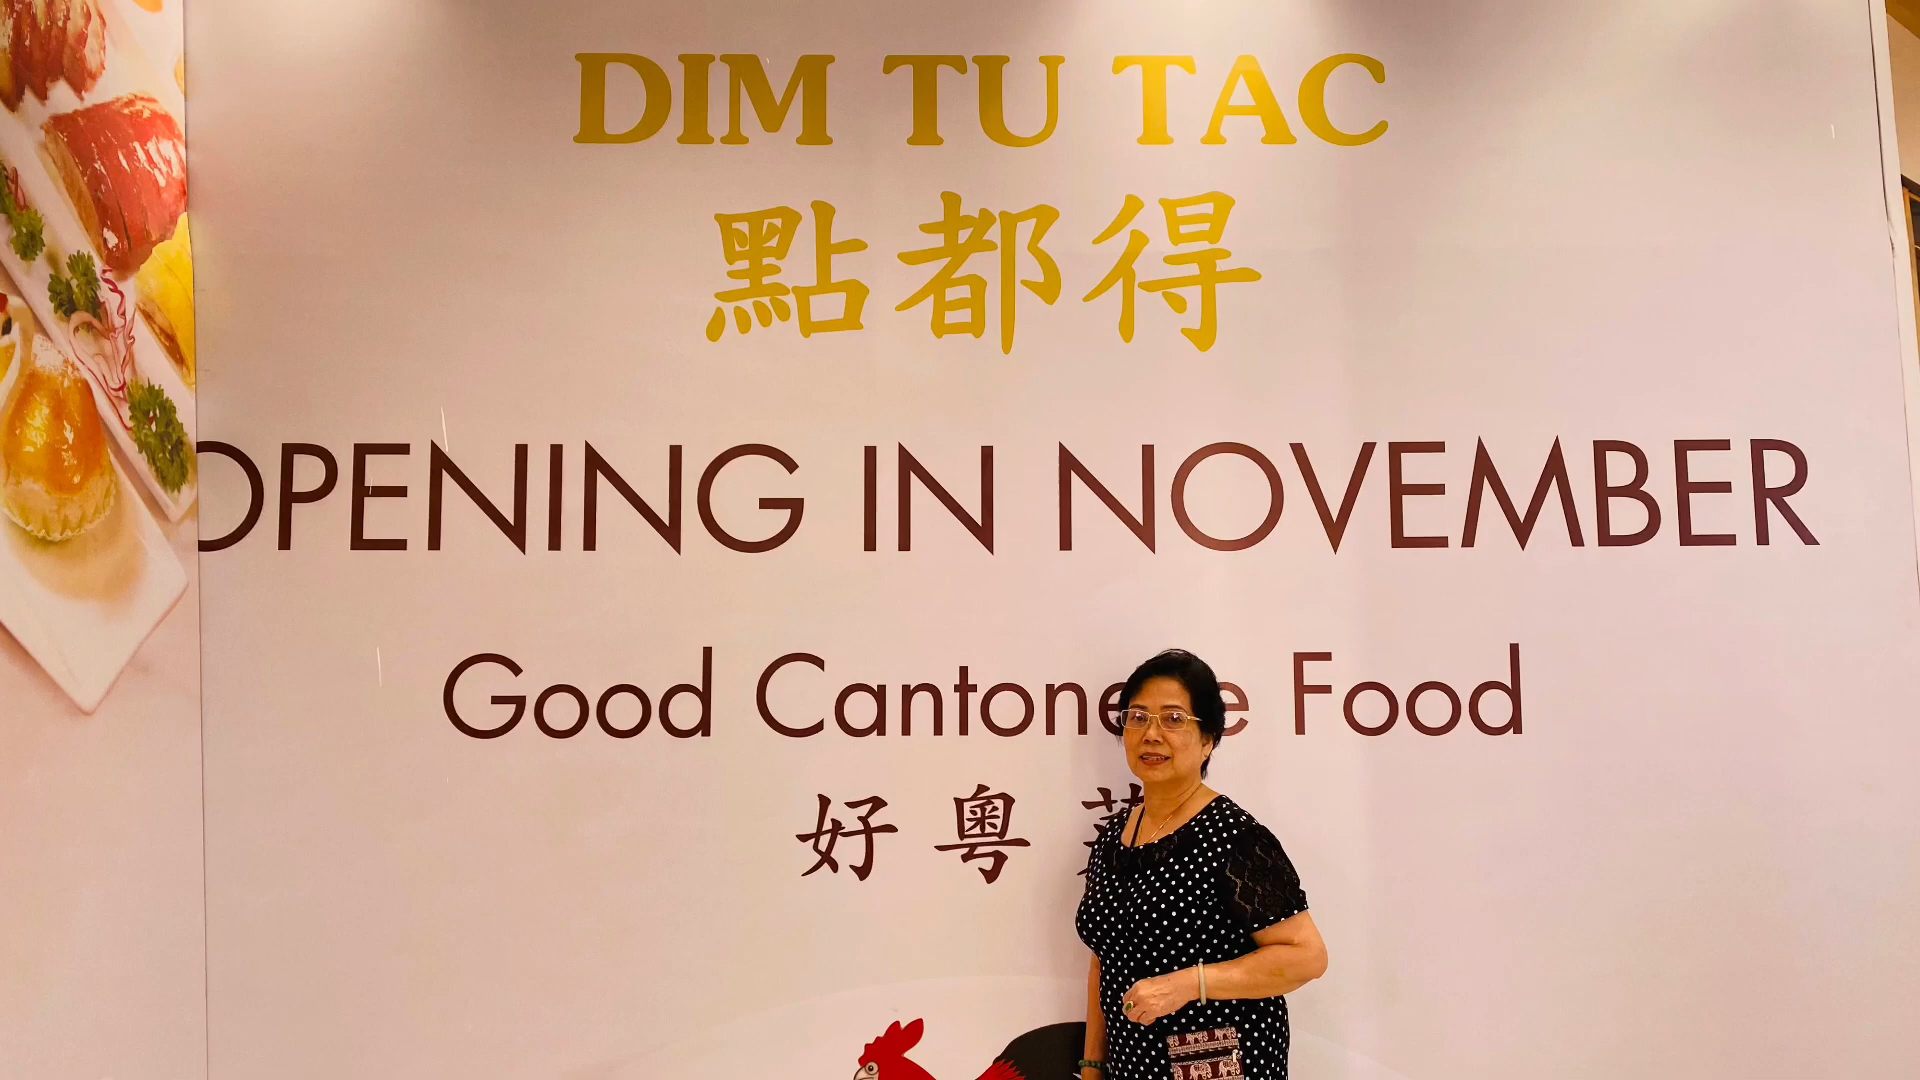 DIM TU TAC
點都得
OPENING IN NOVEMBER
Good Food
好粵